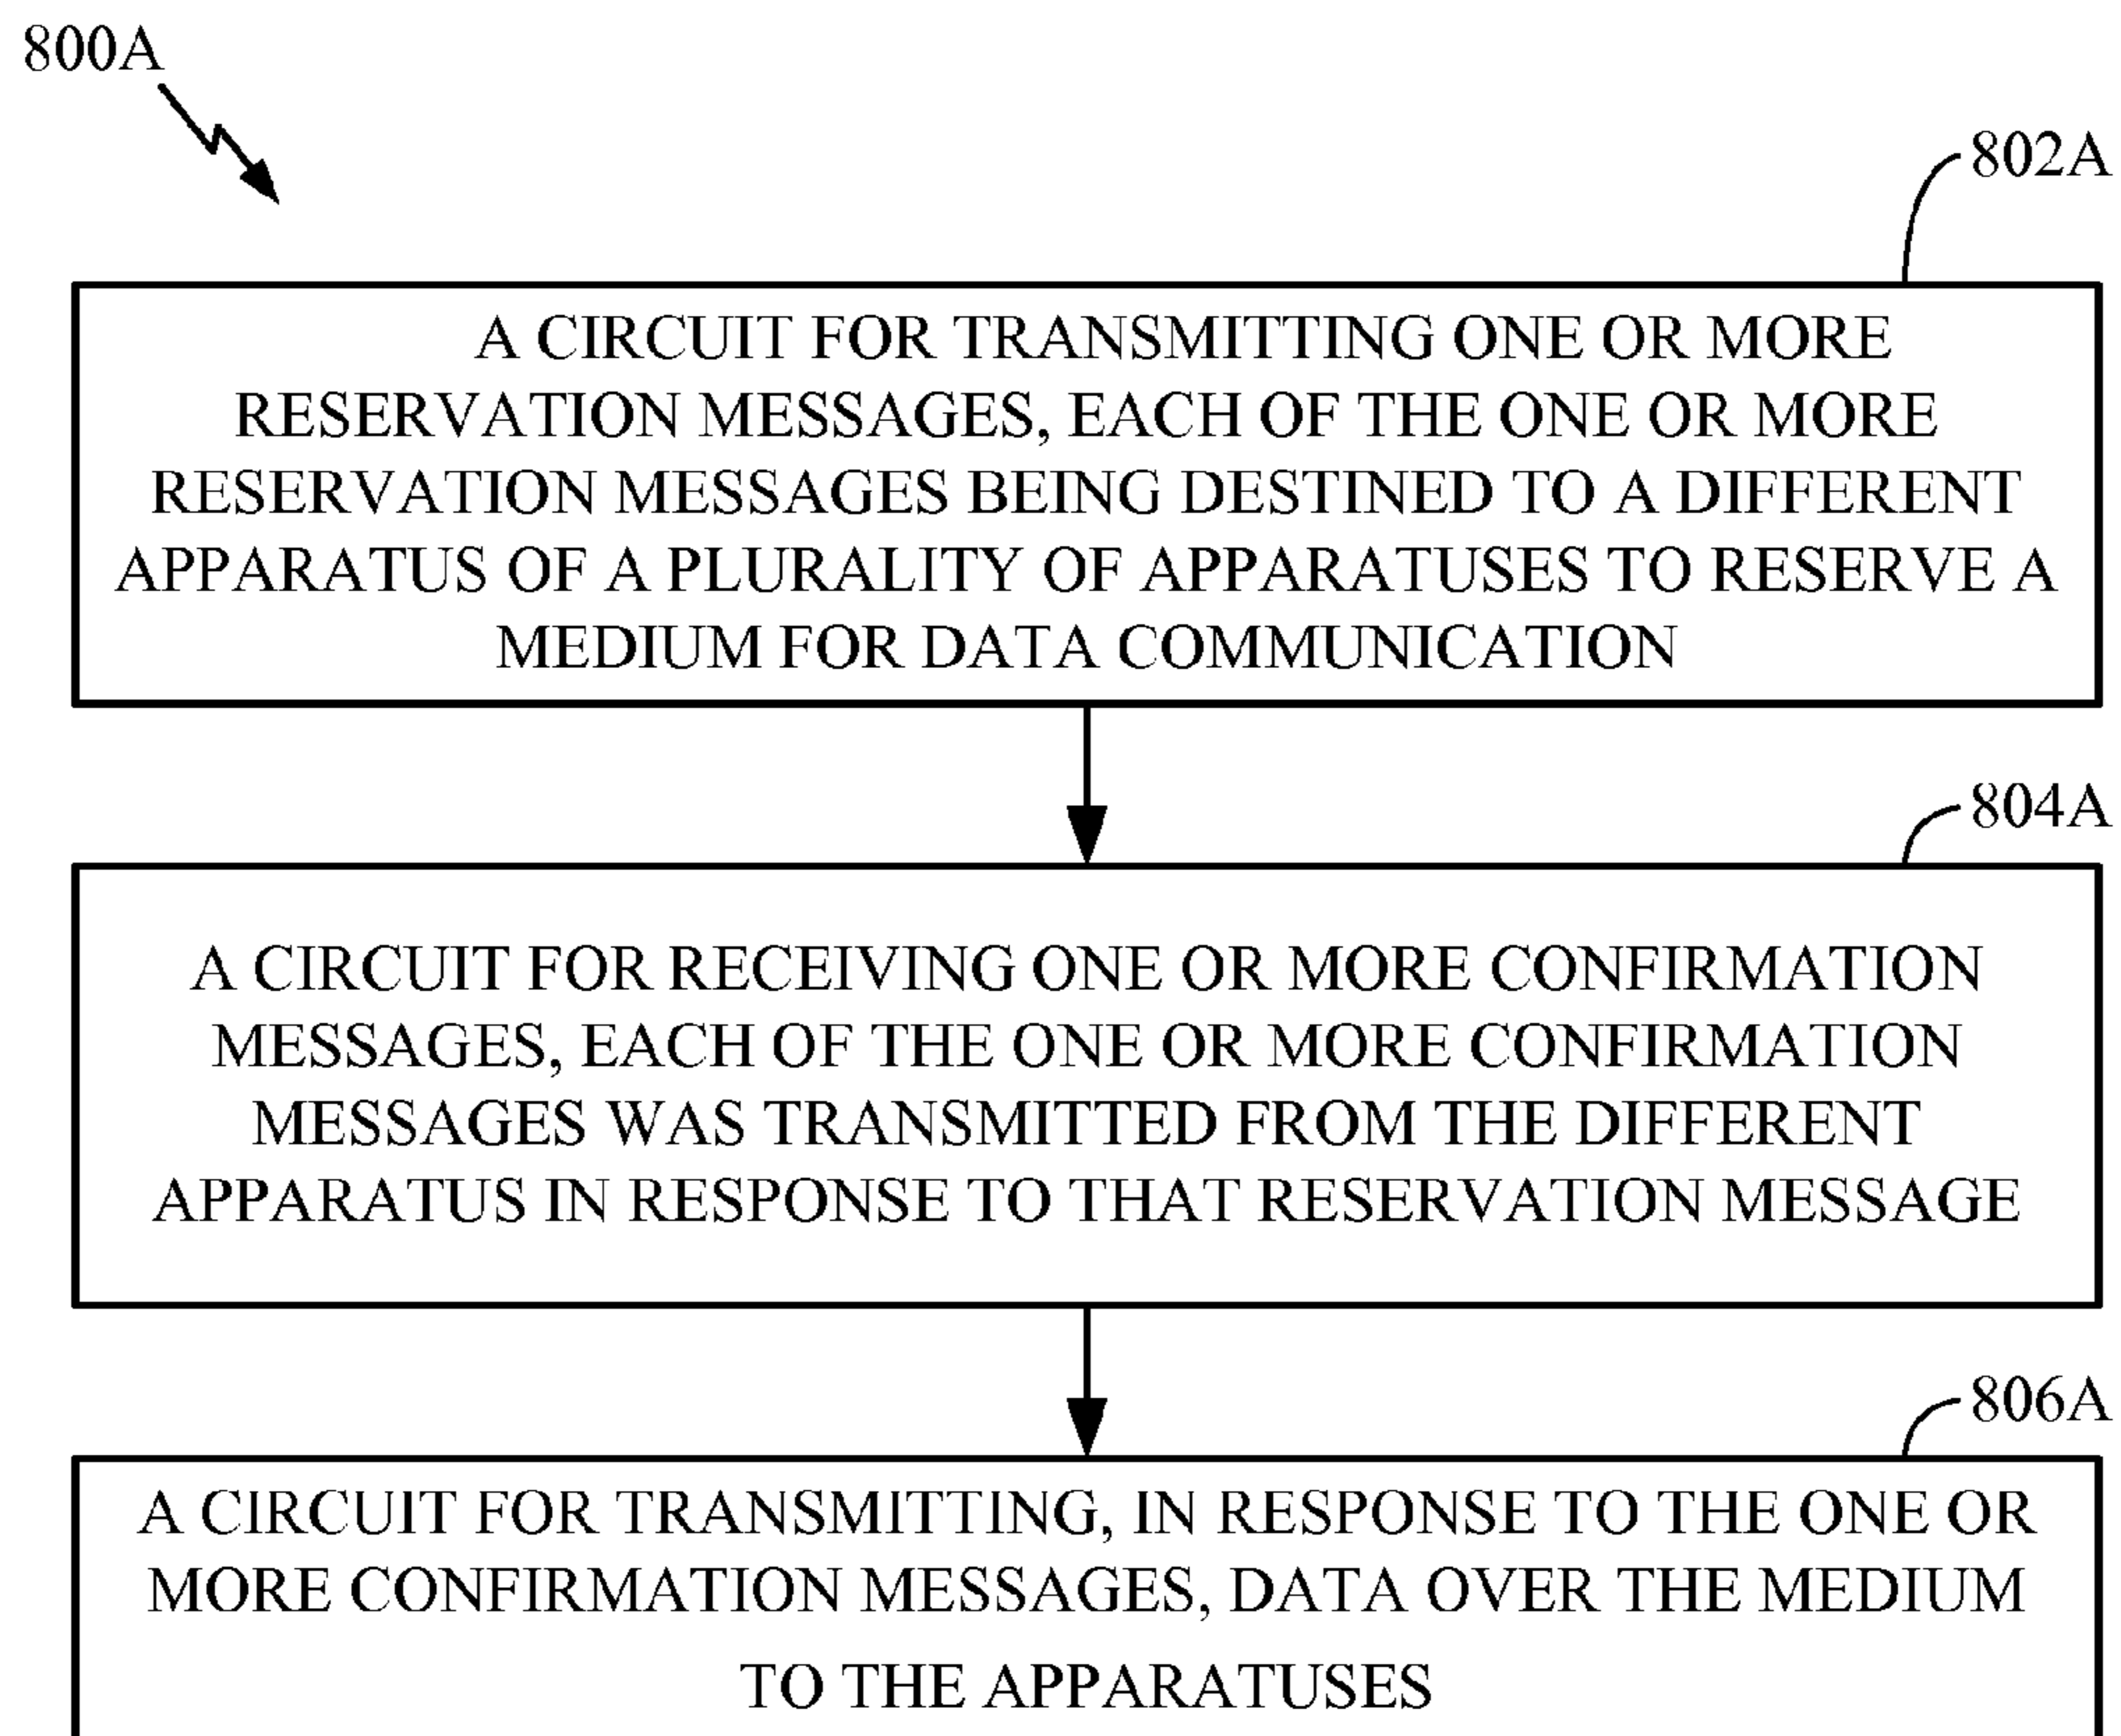 800A
802A
A CIRCUIT FOR TRANSMITTING ONE OR MORE
RESERVATION MESSAGES, EACH OF THE ONE OR MORE
RESERVATION MESSAGES BEING DESTINED TO A DIFFERENT
APPARATUS OF A PLURALITY OF APPARATUSES TO RESERVE A
MEDIUM FOR DATA COMMUNICATION
804A
A CIRCUIT FOR RECEIVING ONE OR MORE CONFIRMATION
MESSAGES, EACH OF THE ONE OR MORE CONFIRMATION
MESSAGES WAS TRANSMITTED FROM THE DIFFERENT
APPARATUS IN RESPONSE TO THAT RESERVATION MESSAGE
806A
A CIRCUIT FOR TRANSMITTING, IN RESPONSE TO THE ONE OR
MORE CONFIRMATION MESSAGES, DATA OVER THE MEDIUM
TO THE APPARATUSES